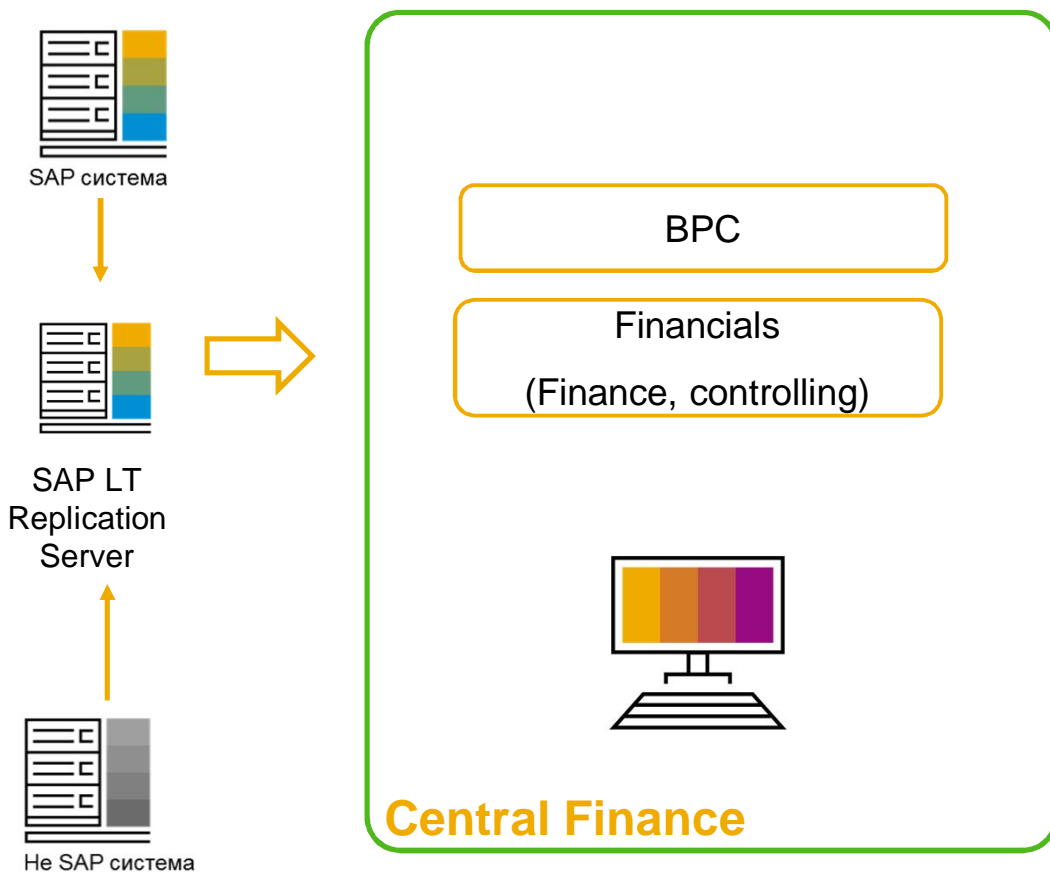 SAP система
SAP LT
Replication
Server
Не SAP система
BPC
Financials
(Finance, controlling)
Central Finance